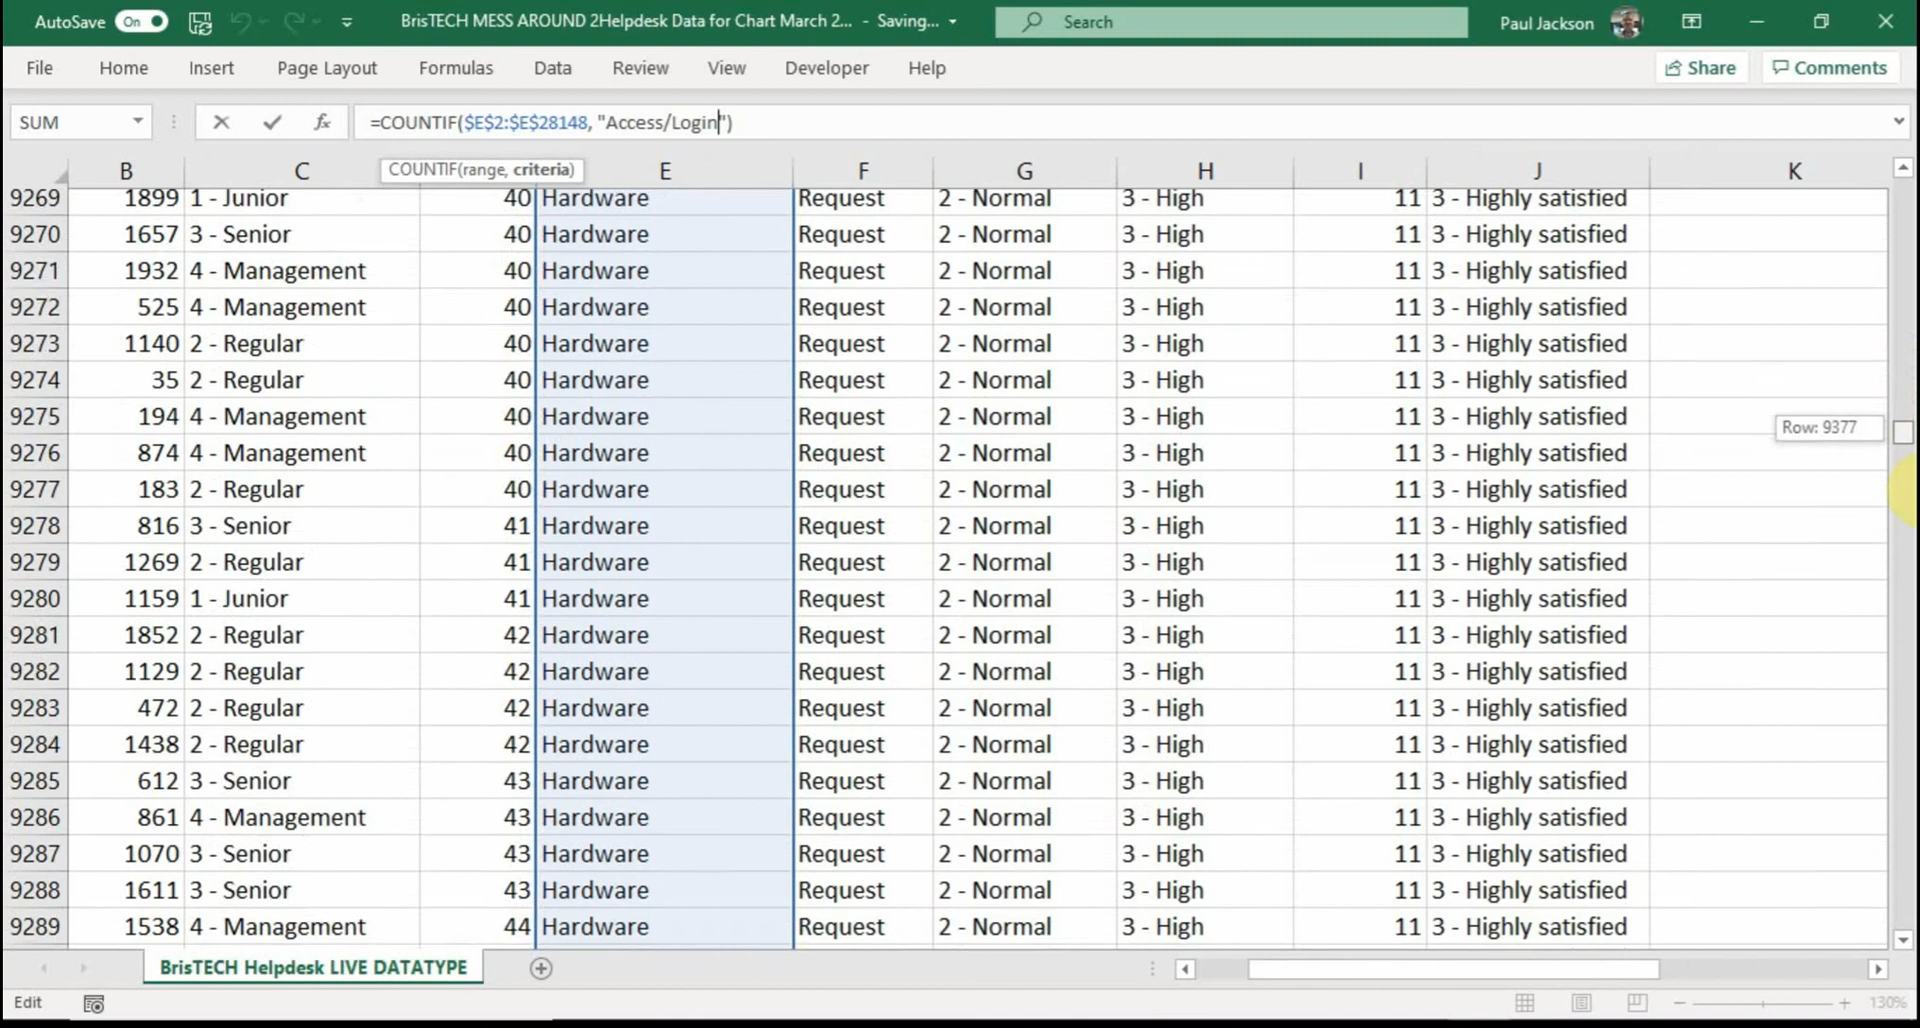 AutoSave On BrisTECH MESS AROUND 2Helpdesk Data for Chart March 2... - Saving... Search Paul Jackson
File Home Insert Page Layout Formulas Data Review View Developer Help Share Comments
SUM fx =COUNTIF($E$2:$E$28148, "Access/Login")
COUNTIF(range, criteria)
B C E F G H I J K
9269 1899 1 - Junior 40 Hardware Request 2 - Normal 3 - High 11 3 - Highly satisfied
9270 1657 3 - Senior 40 Hardware Request 2 - Normal 3 - High 11 3 - Highly satisfied
9271 1932 4 - Management 40 Hardware Request 2 - Normal 3 - High 11 3 - Highly satisfied
9272 525 4 - Management 40 Hardware Request 2 - Normal 3 - High 11 3 - Highly satisfied
9273 1140 2 - Regular 40 Hardware Request 2 - Normal 3 - High 11 3 - Highly satisfied
9274 35 2 - Regular 40 Hardware Request 2 - Normal 3 - High 11 3 - Highly satisfied
9275 194 4 - Management 40 Hardware Request 2 - Normal 3 - High 11 3 - Highly satisfied
Row: 9377
9276 874 4 - Management 40 Hardware Request 2 - Normal 3 - High 11 3 - Highly satisfied
9277 183 2 - Regular 40 Hardware Request 2 - Normal 3 - High 11 3 - Highly satisfied
9278 816 3 - Senior 41 Hardware Request 2 - Normal 3 - High 11 3 - Highly satisfied
9279 1269 2 - Regular 41 Hardware Request 2 - Normal 3 - High 11 3 - Highly satisfied
9280 1159 1 - Junior 41 Hardware Request 2 - Normal 3 - High 11 3 - Highly satisfied
9281 1852 2 - Regular 42 Hardware Request 2 - Normal 3 - High 11 3 - Highly satisfied
9282 1129 2 - Regular 42 Hardware Request 2 - Normal 3 - High 11 3 - Highly satisfied
9283 472 2 - Regular 42 Hardware Request 2 - Normal 3 - High 11 3 - Highly satisfied
9284 1438 2 - Regular 42 Hardware Request 2 - Normal 3 - High 11 3 - Highly satisfied
9285 612 3 - Senior 43 Hardware Request 2 - Normal 3 - High 11 3 - Highly satisfied
9286 861 4 - Management 43 Hardware Request 2 - Normal 3 - High 11 3 - Highly satisfied
9287 1070 3 - Senior 43 Hardware Request 2 - Normal 3 - High 11 3 - Highly satisfied
9288 1611 3 - Senior 43 Hardware Request 2 - Normal 3 - High 11 3 - Highly satisfied
9289 1538 4 - Management 44 Hardware Request 2 - Normal 3 - High 11 3 - Highly satisfied
BrisTECH Helpdesk LIVE DATATYPE
Edit 130%